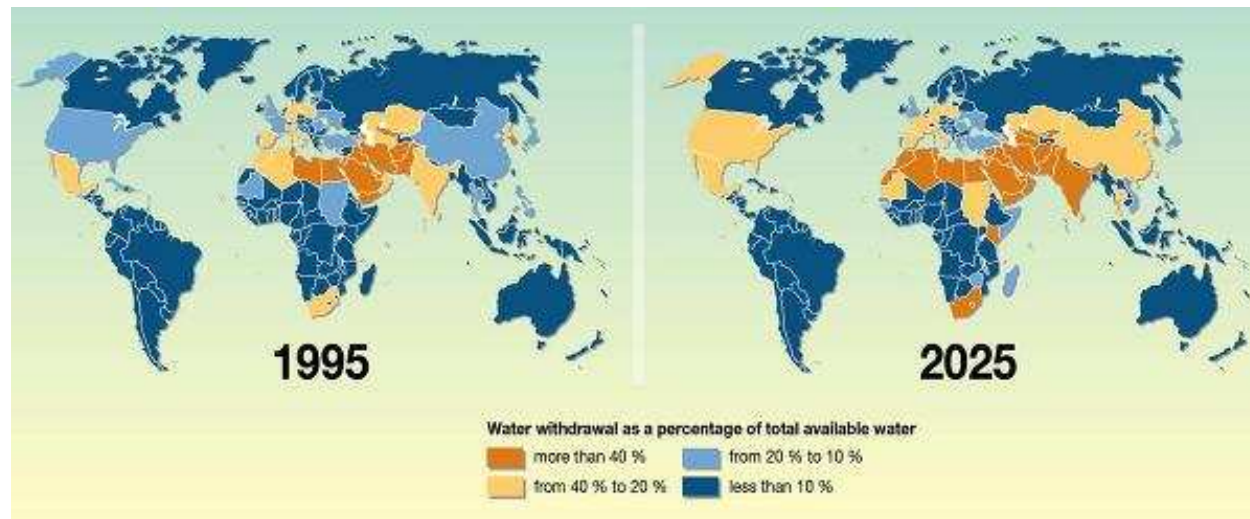 1995
2025
Water withdrawal as a percentage of total available water
more than 40 %
from 20 % to 10 %
from 40 % to 20 %
less than 10 %